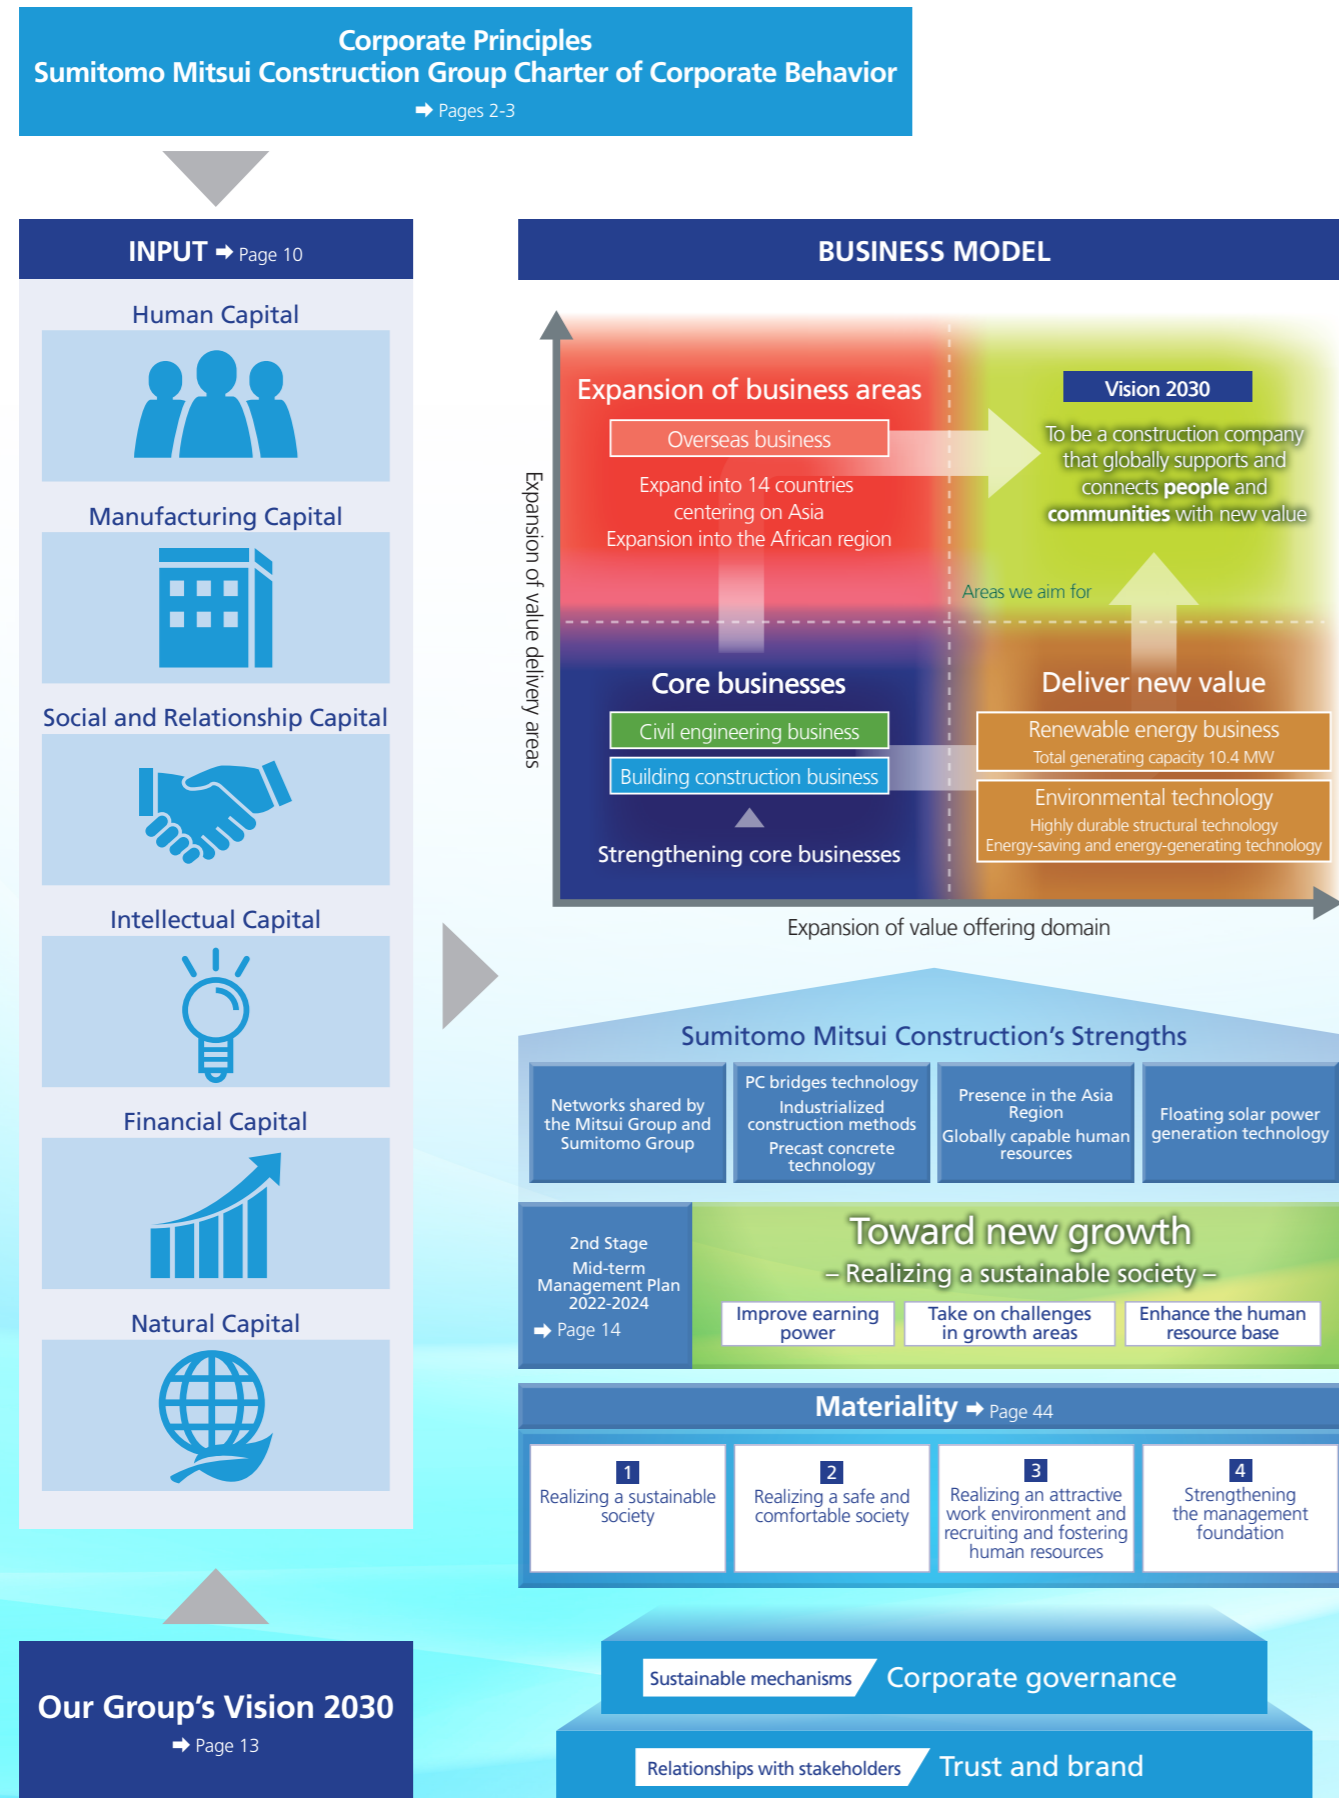 Corporate Principles
Sumitomo Mitsui Construction Group Charter of Corporate Behavior
Pages 2-3
INPUT Page 10
Human Capital
Manufacturing Capital
Social and Relationship Capital
Intellectual Capital
Financial Capital
Natural Capital
Our Group's Vision 2030
Page 13
BUSINESS MODEL
Expansion of value delivery areas
Expansion of business areas
Overseas business
Expand into 14 countries
centering on Asia
Expansion into the African region
Vision 2030
To be a construction company
that globally supports and
connects people and
communities with new value
Areas we aim for
Core businesses
Civil engineering business
Building construction business
Strengthening core businesses
Deliver new value
Renewable energy business
Total generating capacity 10.4 MW
Environmental technology
Highly durable structural technology
Energy-saving and energy-generating technology
Expansion of value offering domain
Sumitomo Mitsui Construction's Strengths
Networks shared by
the Mitsui Group and
Sumitomo Group
PC bridges technology
Industrialized
construction methods
Precast concrete
technology
Presence in the Asia
Region
Globally capable human
resources
Floating solar power
generation technology
2nd Stage
Mid-term
Management Plan
2022-2024
Page 14
Toward new growth
– Realizing a sustainable society –
Improve earning
power
Take on challenges
in growth areas
Enhance the human
resource base
Materiality Page 44
1
Realizing a sustainable
society
2
Realizing a safe and
comfortable society
3
Realizing an attractive
work environment and
recruiting and fostering
human resources
4
Strengthening
the management
foundation
Sustainable mechanisms Corporate governance
Relationships with stakeholders Trust and brand